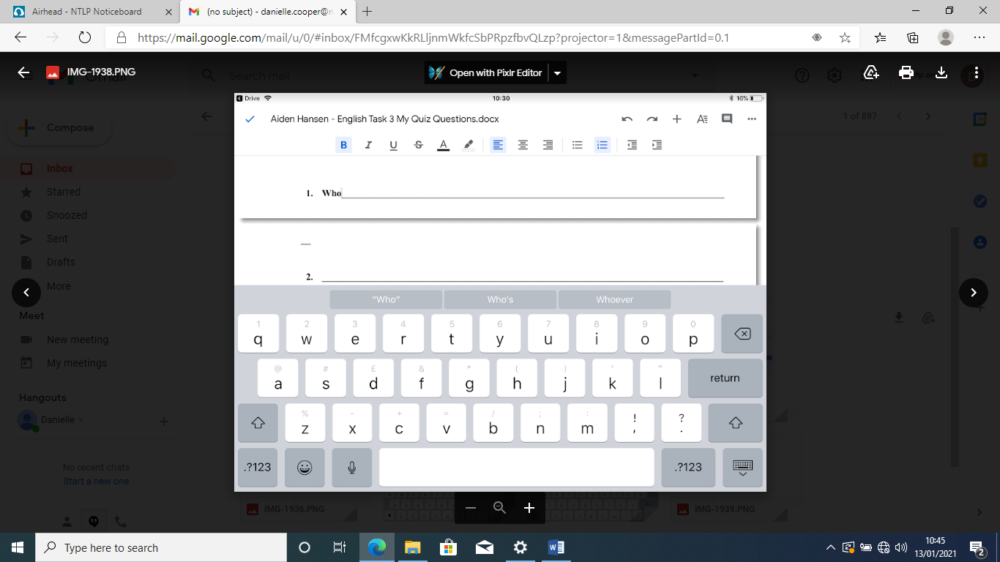 Airhead - NTLP Noticeboard
(no subject) - danielle.cooper@n
https://mail.google.com/mail/u/0/#inbox/FMfcgxwKkRLljnmWkfcSbPRpzfbvQLzp?projector=1&messagePartId=0.1
IMG-1938.PNG
Search mail
Open with Pixlr Editor
Compose
1 of 897
Inbox
Starred
Snoozed
Sent
Drafts
More
Meet
New meeting
My meetings
Hangouts
Danielle
No recent chats
Start a new one
Drive
10:30
16%
Aiden Hansen - English Task 3 My Quiz Questions.docx
B I U S A
1. Who
2.
"Who" Who's Whoever
1 2 3 4 5 6 7 8 9 0
q w e r t y u i o p
@ # £ & * ( ) ' "
a s d f g h j k l return
% - + = / ; :
z x c v b n m ! , ? .
.?123 .?123
IMG-1936.PNG
IMG-1939.PNG
Type here to search
10:45
13/01/2021
2